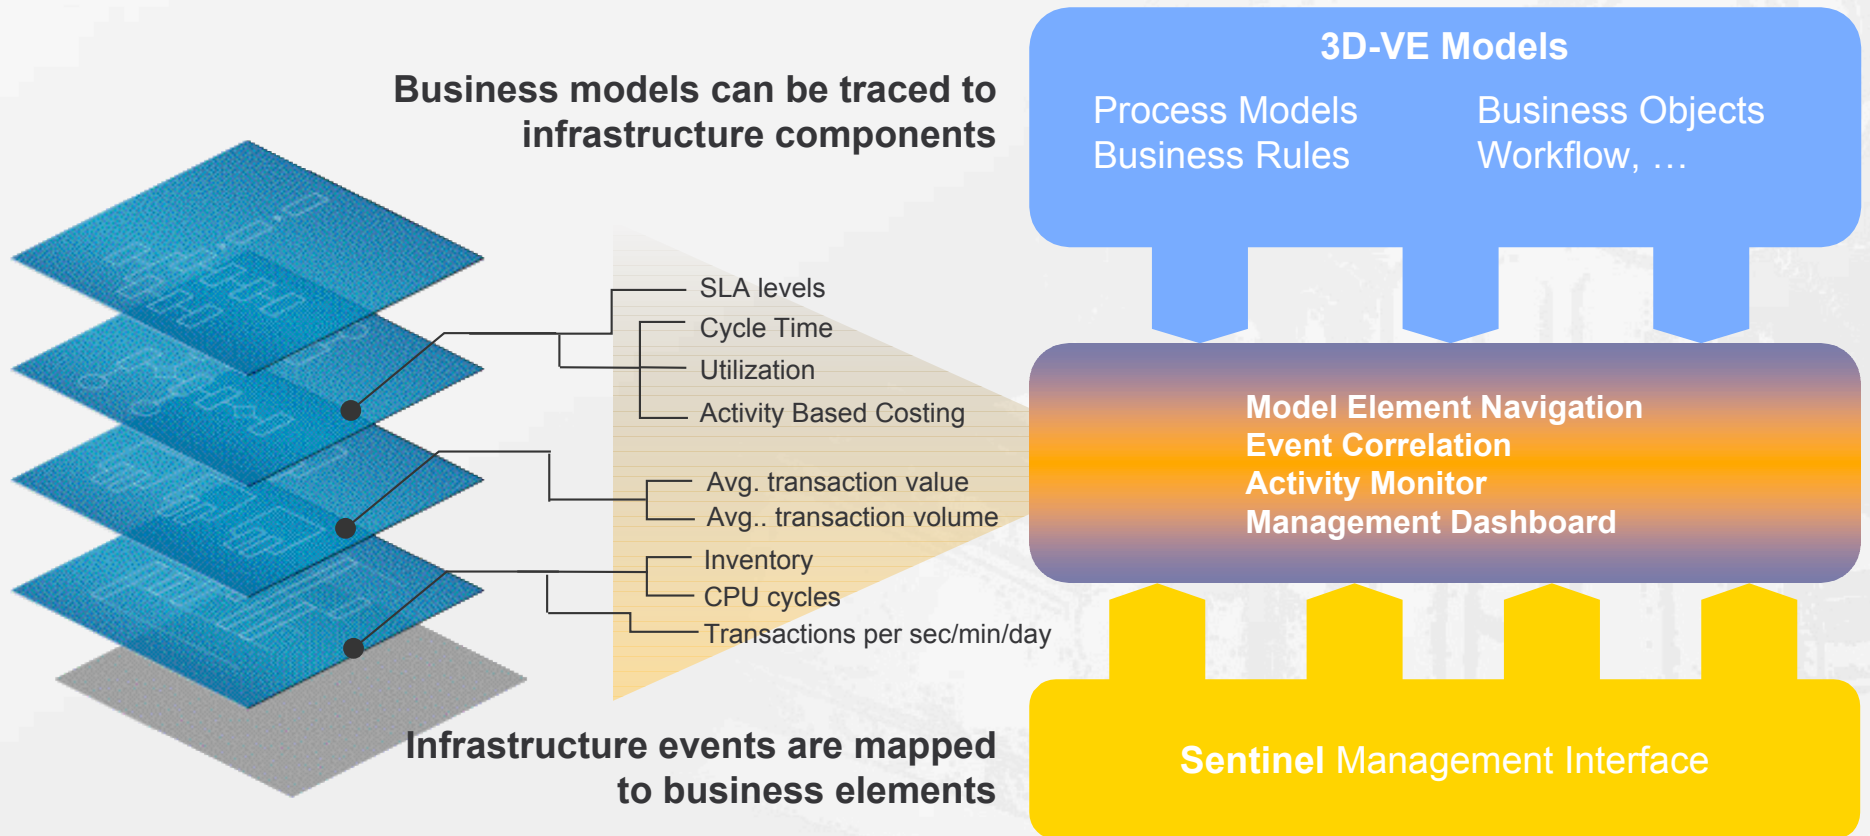 Business models can be traced to
infrastructure components
SLA levels
Cycle Time
Utilization
Activity Based Costing
Avg. transaction value
Avg.. transaction volume
Inventory
CPU cycles
Transactions per sec/min/day
Infrastructure events are mapped
to business elements
3D-VE Models
Process Models
Business Rules
Business Objects
Workflow, …
Model Element Navigation
Event Correlation
Activity Monitor
Management Dashboard
Sentinel Management Interface